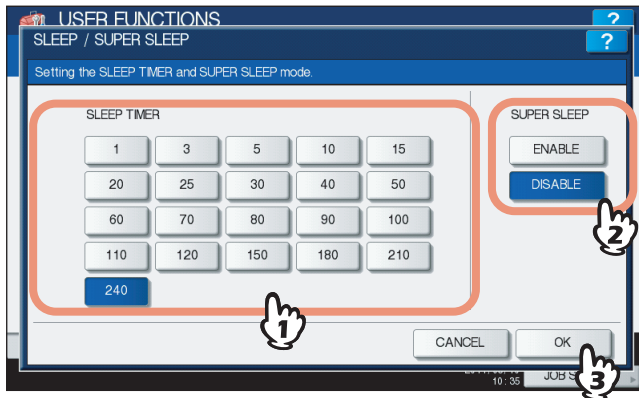 USER FUNCTIONS
?
SLEEP / SUPER SLEEP
?
Setting the SLEEP TIMER and SUPER SLEEP mode.
SLEEP TIMER
SUPER SLEEP
1 3 5 10 15
ENABLE
20 25 30 40 50
DISABLE
60 70 80 90 100
2
110 120 150 180 210
240
1
CANCEL
OK
3
10:35
JOB S